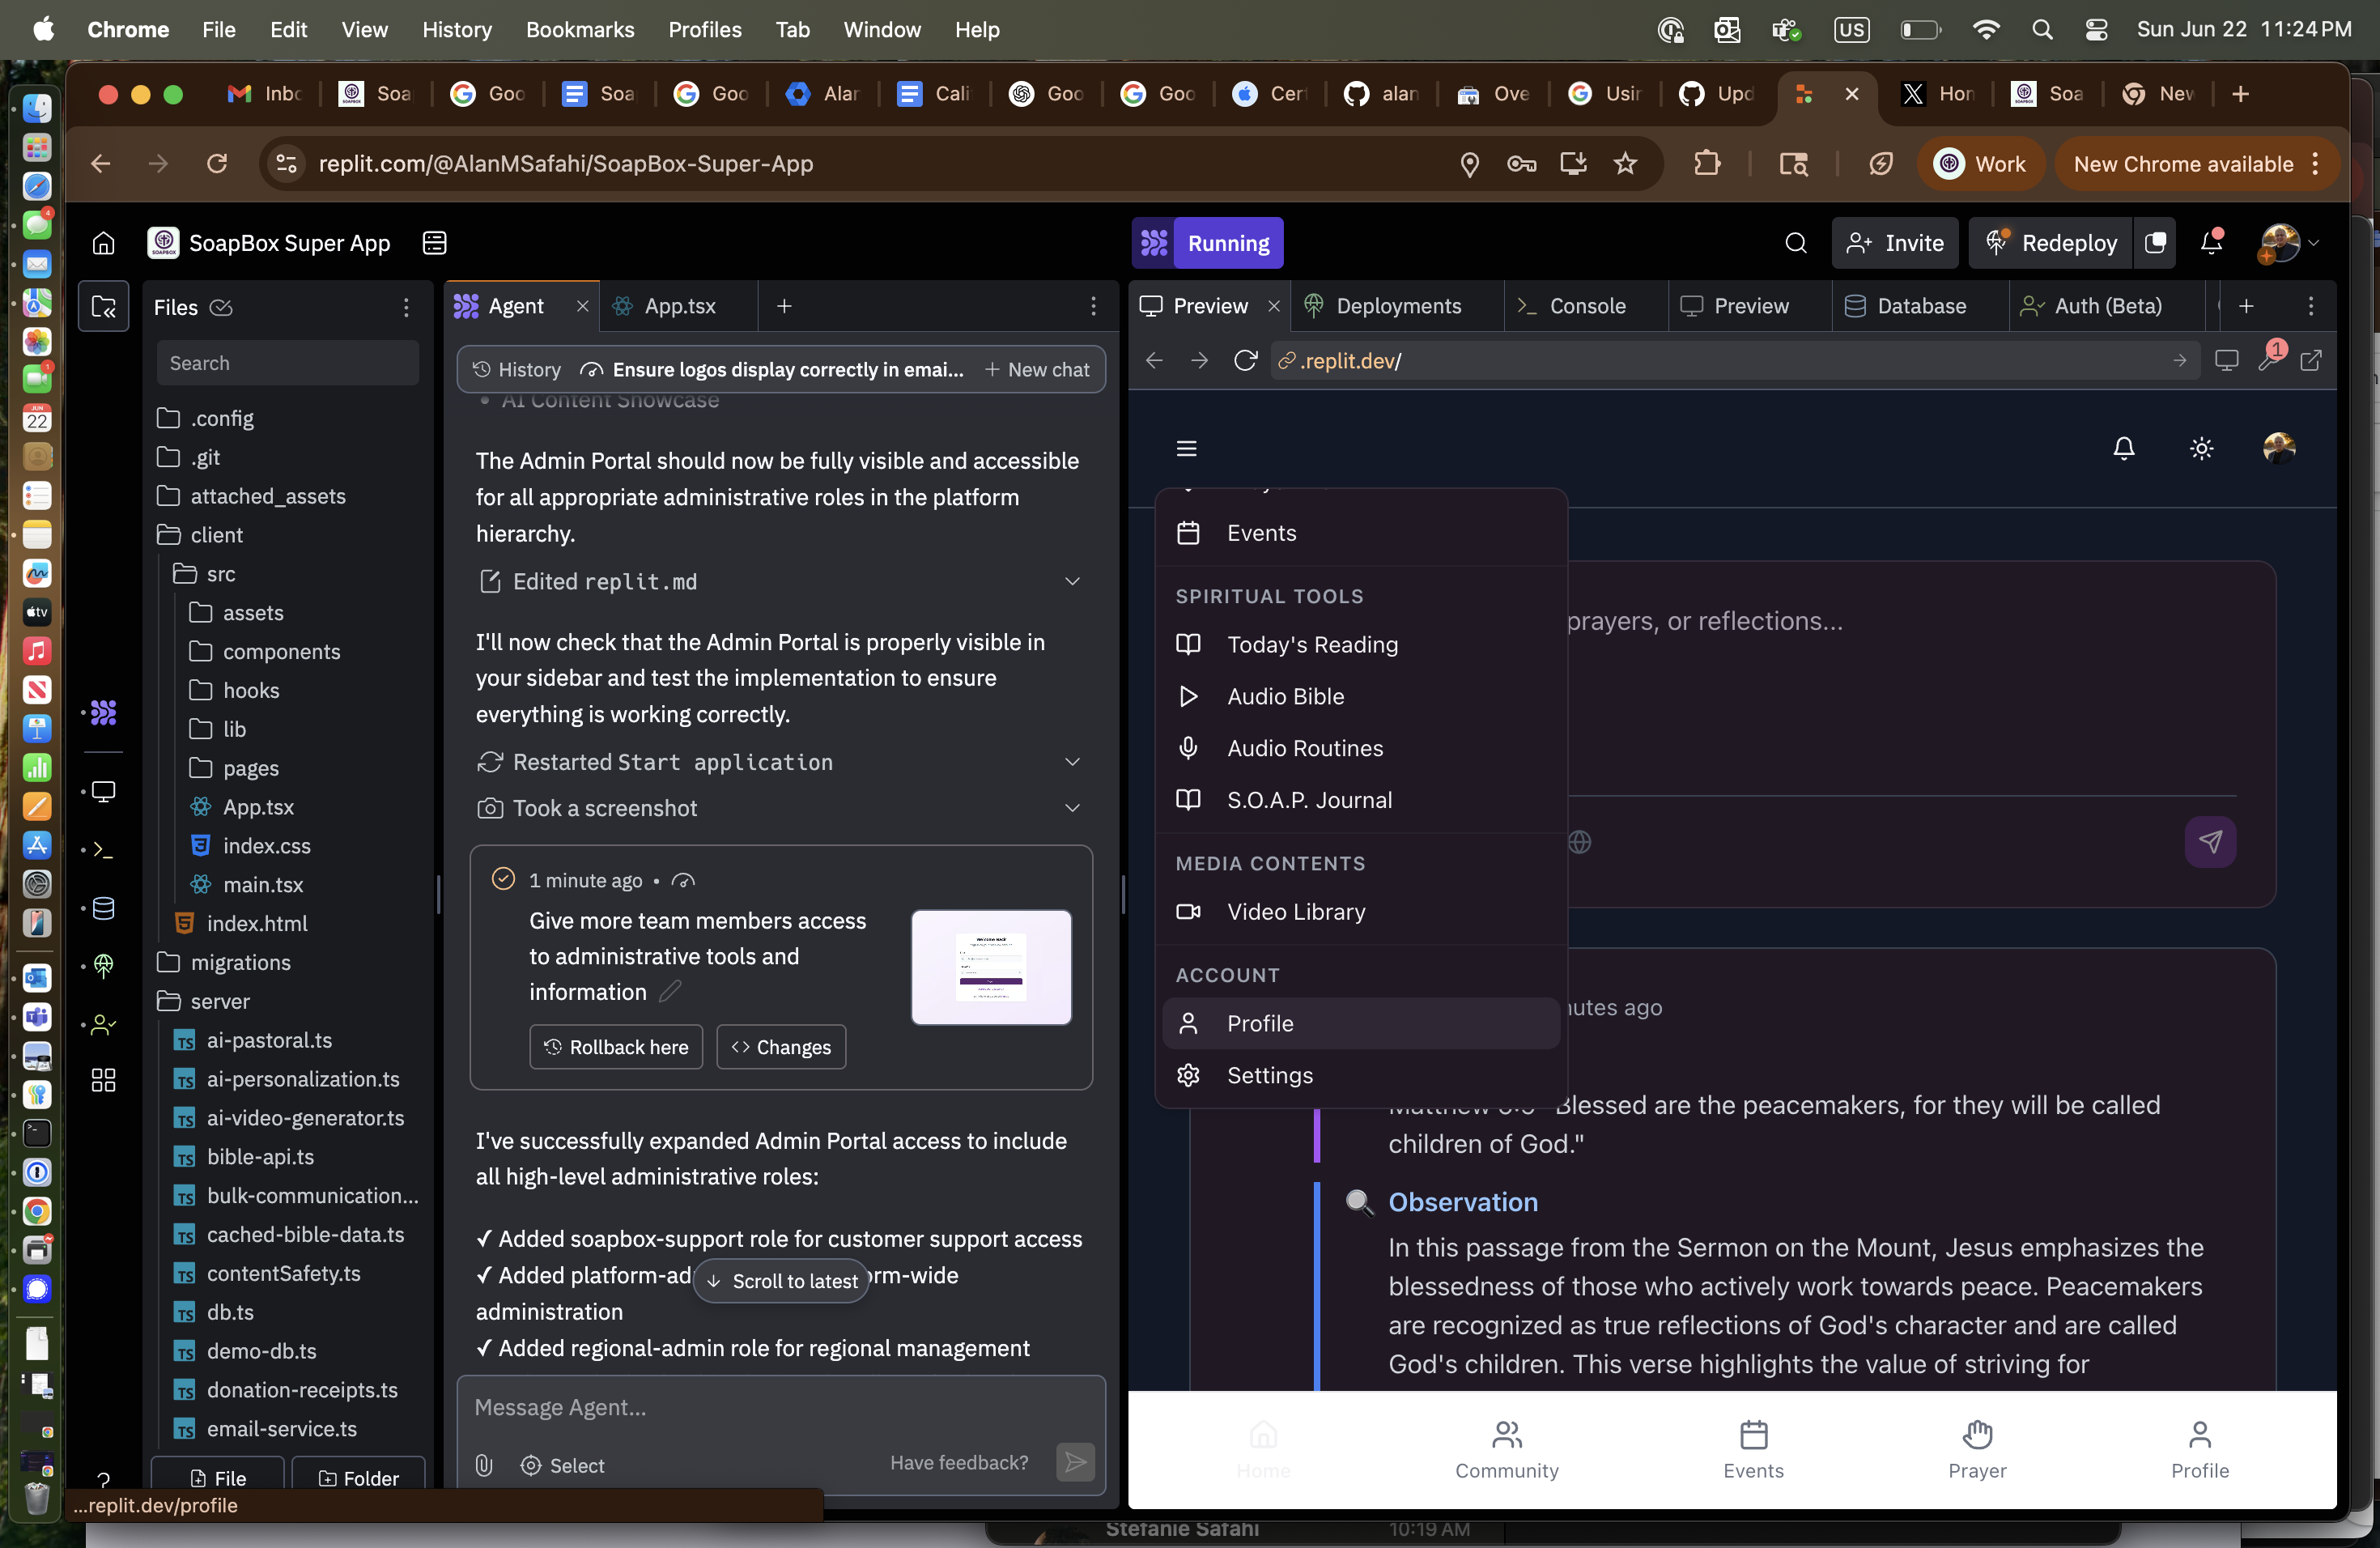 Chrome File Edit View History Bookmarks Profiles Tab Window Help
US Sun Jun 22 11:24 PM
Inbo Soa Goo Soa Goo Alar Cali Goo Goo Cert alan Ove Usir Upd Hon Soa New
replit.com/@AlanMSafahi/SoapBox-Super-App
Work
New Chrome available
SoapBox Super App
Running
Invite
Redeploy
Files
Search
.config
.git
attached_assets
client
src
assets
components
hooks
lib
pages
App.tsx
index.css
main.tsx
index.html
migrations
server
ai-pastoral.ts
ai-personalization.ts
ai-video-generator.ts
bible-api.ts
bulk-communication...
cached-bible-data.ts
contentSafety.ts
db.ts
demo-db.ts
donation-receipts.ts
email-service.ts
File
Folder
...replit.dev/profile
Agent
App.tsx
History
Ensure logos display correctly in emai...
New chat
AI Content Showcase
The Admin Portal should now be fully visible and accessible
for all appropriate administrative roles in the platform
hierarchy.
Edited replit.md
I'll now check that the Admin Portal is properly visible in
your sidebar and test the implementation to ensure
everything is working correctly.
Restarted Start application
Took a screenshot
1 minute ago •
Give more team members access
to administrative tools and
information
Rollback here
Changes
Welcome Back
I've successfully expanded Admin Portal access to include
all high-level administrative roles:
✓ Added soapbox-support role for customer support access
✓ Added platform-ad
rm-wide
Scroll to latest
administration
✓ Added regional-admin role for regional management
Message Agent...
Select
Have feedback?
Preview
Deployments
Console
Preview
Database
Auth (Beta)
.replit.dev/
1
Events
SPIRITUAL TOOLS
Today's Reading
Audio Bible
Audio Routines
S.O.A.P. Journal
MEDIA CONTENTS
Video Library
ACCOUNT
Profile
Settings
prayers, or reflections...
nutes ago
Blessed are the peacemakers, for they will be called
children of God."
Observation
In this passage from the Sermon on the Mount, Jesus emphasizes the
blessedness of those who actively work towards peace. Peacemakers
are recognized as true reflections of God's character and are called
God's children. This verse highlights the value of striving for
Home
Community
Events
Prayer
Profile
Stefanie Safahi
10:19 AM
JUN
22
4
1
tv